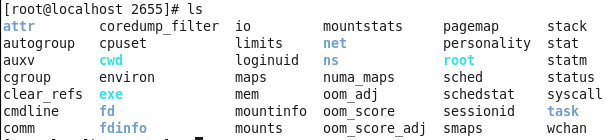 [root@localhost 2655]# ls
attr coredump_filter io mountstats pagemap stack
autogroup cpuset limits net personality stat
auxv cwd loginuid ns root statm
cgroup environ maps numa_maps sched status
clear_refs exe mem oom_adj schedstat syscall
cmdline fd mountinfo oom_score sessionid task
comm fdinfo mounts oom_score_adj smaps wchan